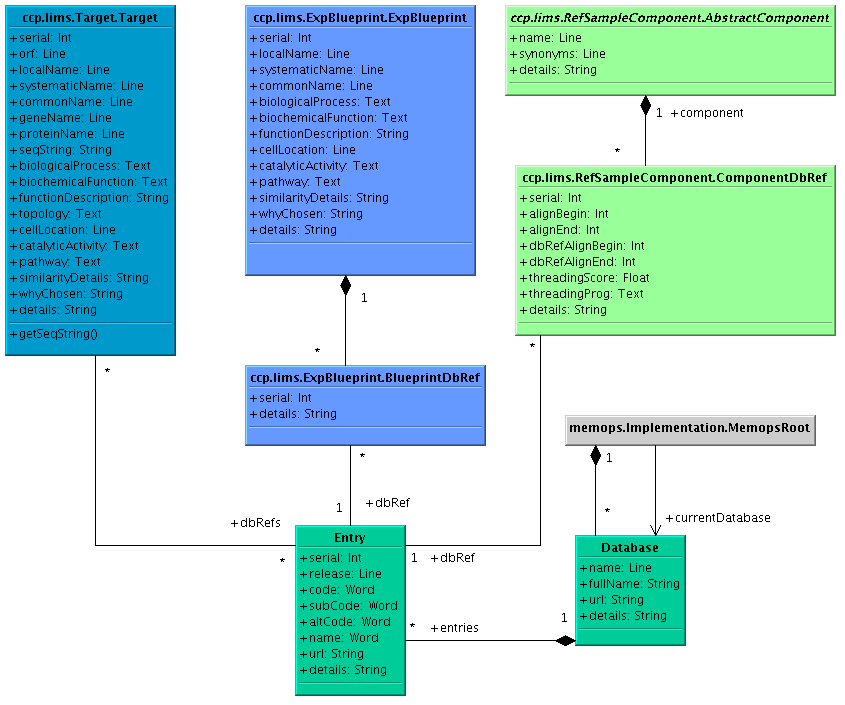 ccp.lims.Target.Target
+serial: Int
+orf: Line
+localName: Line
+systematicName: Line
+commonName: Line
+geneName: Line
+proteinName: Line
+seqString: String
+biologicalProcess: Text
+biochemicalFunction: Text
+functionDescription: String
+topology: Text
+cellLocation: Line
+catalyticActivity: Text
+pathway: Text
+similarityDetails: String
+whyChosen: String
+details: String
+getSeqString()
ccp.lims.ExpBlueprint.ExpBlueprint
+serial: Int
+localName: Line
+systematicName: Line
+commonName: Line
+biologicalProcess: Text
+biochemicalFunction: Text
+functionDescription: String
+cellLocation: Line
+catalyticActivity: Text
+pathway: Text
+similarityDetails: String
+whyChosen: String
+details: String
ccp.lims.RefSampleComponent.AbstractComponent
+name: Line
+synonyms: Line
+details: String
1 +component
*
ccp.lims.RefSampleComponent.ComponentDbRef
+serial: Int
+alignBegin: Int
+alignEnd: Int
+dbRefAlignBegin: Int
+dbRefAlignEnd: Int
+threadingScore: Float
+threadingProg: Text
+details: String
1
*
ccp.lims.ExpBlueprint.BlueprintDbRef
+serial: Int
+details: String
*
*
*
1 +dbRef
memops.Implementation.MemopsRoot
1
*
+currentDatabase
+dbRefs
*
1 +dbRef
Entry
+serial: Int
+release: Line
+code: Word
+subCode: Word
+altCode: Word
+name: Word
+url: String
+details: String
Database
+name: Line
+fullName: String
+url: String
+details: String
* +entries
1